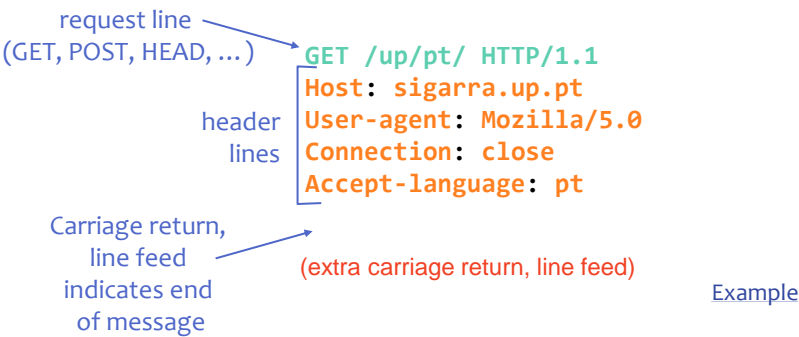 request line
(GET, POST, HEAD, … )
GET /up/pt/ HTTP/1.1
Host: sigarra.up.pt
User-agent: Mozilla/5.0
Connection: close
Accept-language: pt
header
lines
Carriage return,
line feed
indicates end
of message
(extra carriage return, line feed)
Example